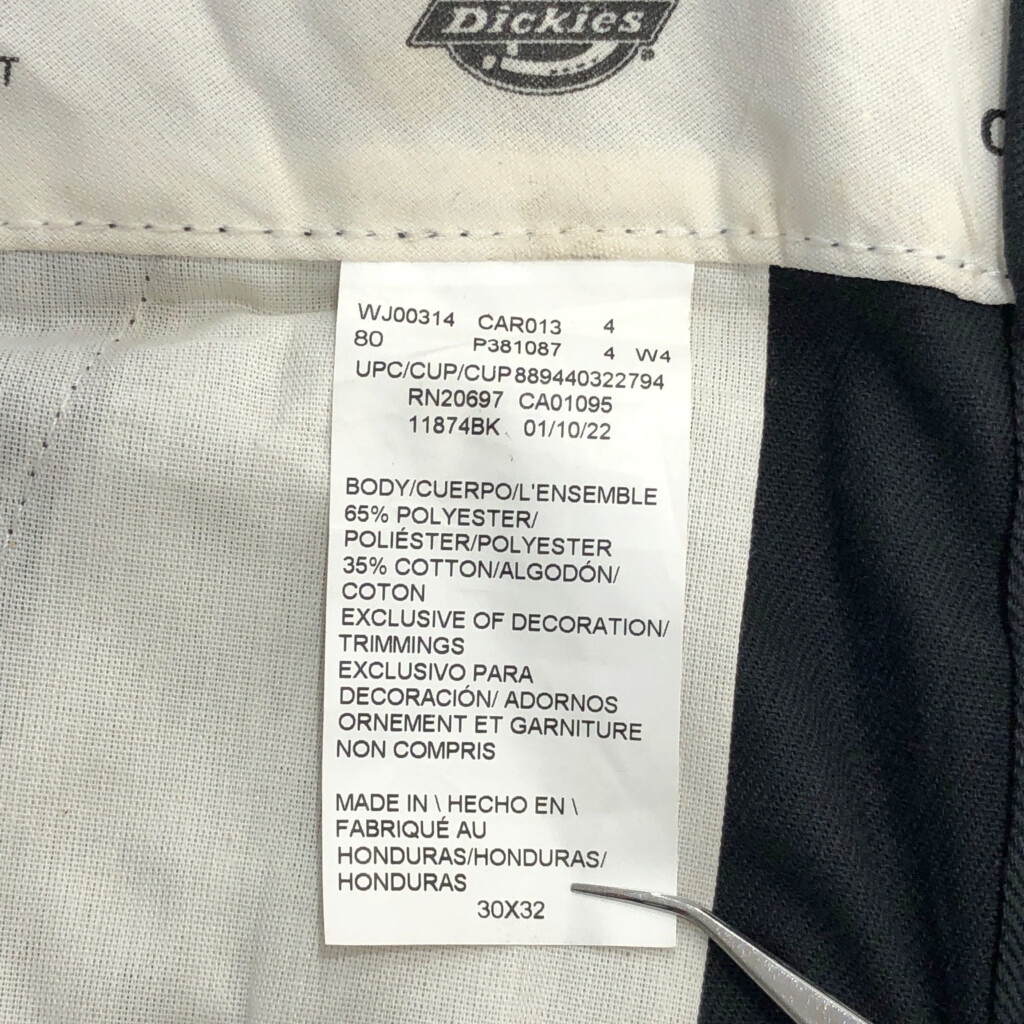 Dickies
®
T
WJ00314 CAR013 4
80 P381087 4 W4
UPC/CUP/CUP 889440322794
RN20697 CA01095
11874BK 01/10/22
BODY/CUERPO/L'ENSEMBLE
65% POLYESTER/
POLIÉSTER/POLYESTER
35% COTTON/ALGODÓN/
COTON
EXCLUSIVE OF DECORATION/
TRIMMINGS
EXCLUSIVO PARA
DECORACIÓN/ ADORNOS
ORNEMENT ET GARNITURE
NON COMPRIS
MADE IN \ HECHO EN \
FABRIQUÉ AU
HONDURAS/HONDURAS/
HONDURAS
30X32